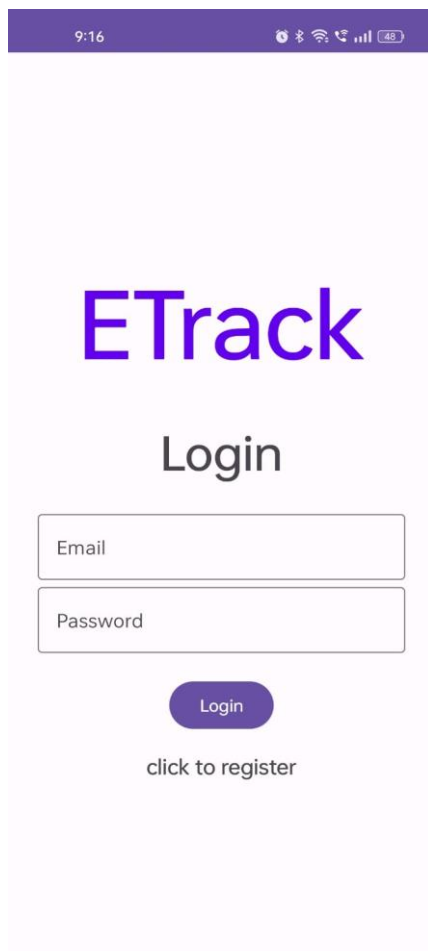 9:16 48
ETrack
Login
Email
Password
Login
click to register